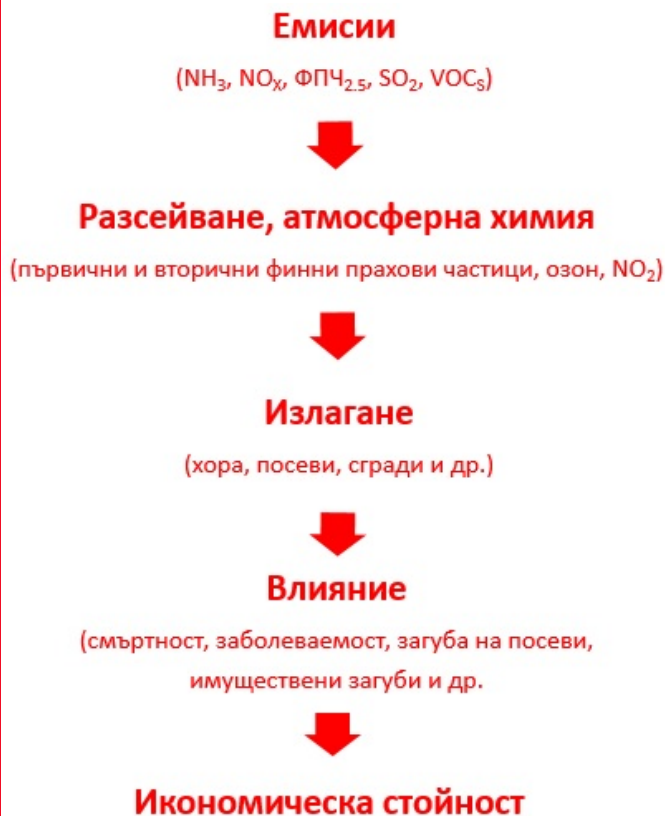 Емисии
(NH₃, NOₓ, ФПЧ₂.₅, SO₂, VOCₛ)
Разсейване, атмосферна химия
(първични и вторични финни прахови частици, озон, NO₂)
Излагане
(хора, посеви, сгради и др.)
Влияние
(смъртност, заболеваемост, загуба на посеви,
имуществени загуби и др.
Икономическа стойност